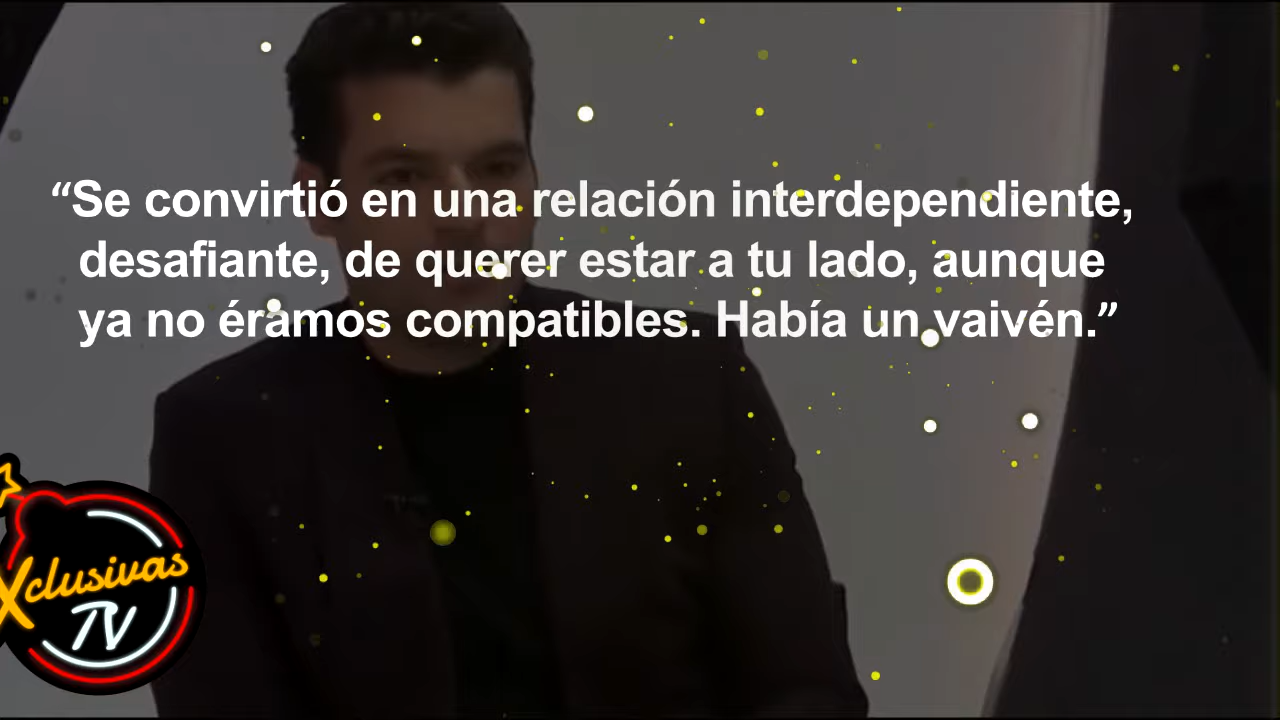 “Se convirtió en una relación interdependiente,
desafiante, de querer estar a tu lado, aunque
ya no éramos compatibles. Había un vaivén.”
Xclusivas
TV